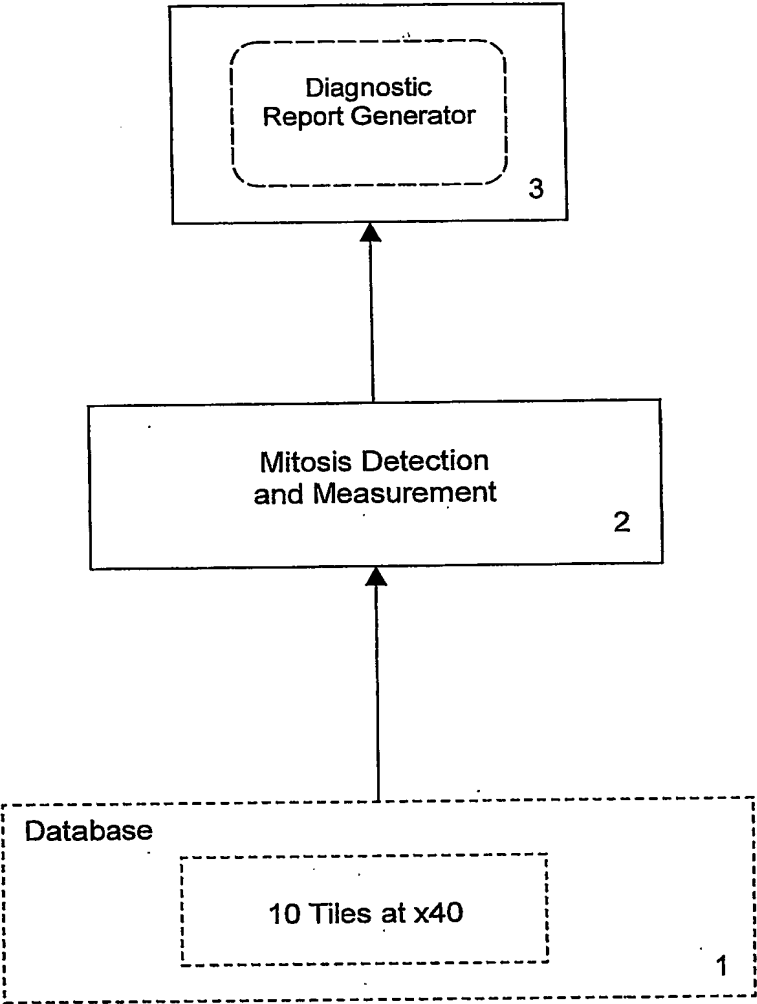 Diagnostic
Report Generator
3
Mitosis Detection
and Measurement
2
Database
10 Tiles at x40
1